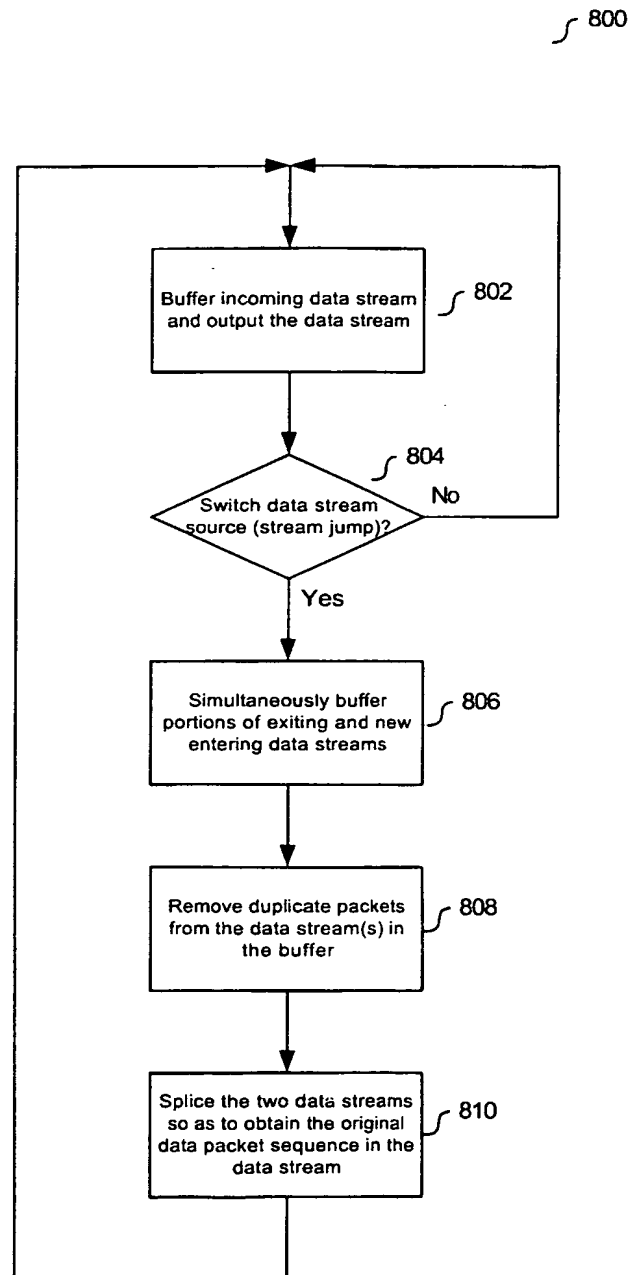 800
Buffer incoming data stream
and output the data stream
802
804
Switch data stream
source (stream jump)?
No
Yes
Simultaneously buffer
portions of exiting and new
entering data streams
806
Remove duplicate packets
from the data stream(s) in
the buffer
808
Splice the two data streams
so as to obtain the original
data packet sequence in the
data stream
810